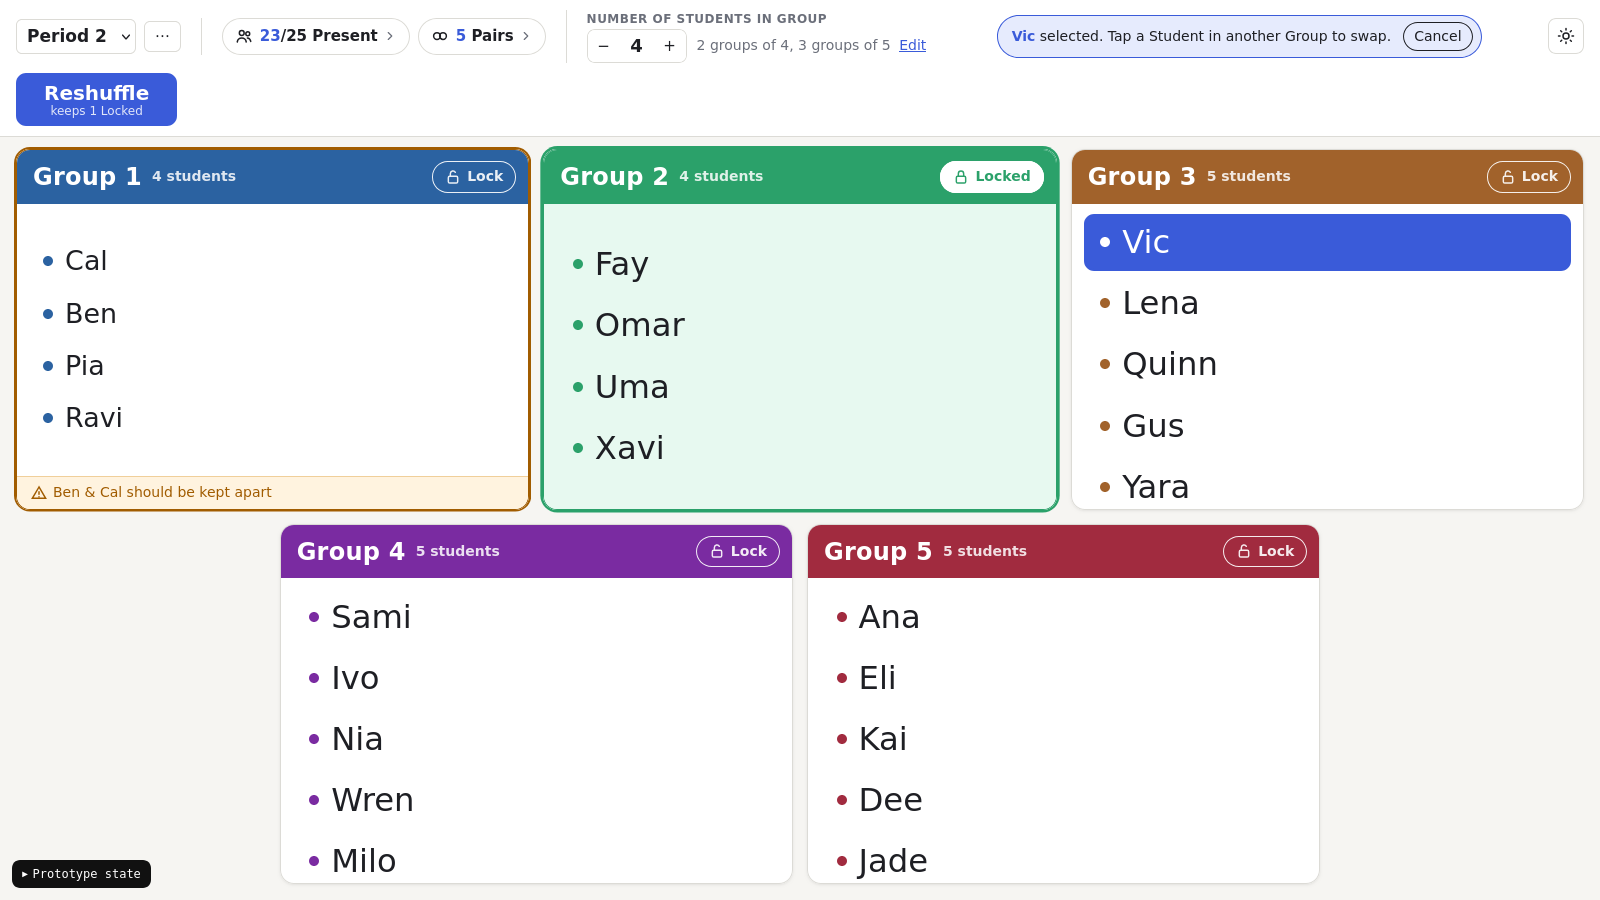 Period 2
...
23/25 Present
5 Pairs
NUMBER OF STUDENTS IN GROUP
− 4 +
2 groups of 4, 3 groups of 5 Edit
Vic selected. Tap a Student in another Group to swap. Cancel
Reshuffle
keeps 1 Locked
Group 1 4 students Lock
Cal
Ben
Pia
Ravi
Ben & Cal should be kept apart
Group 2 4 students Locked
Fay
Omar
Uma
Xavi
Group 3 5 students Lock
Vic
Lena
Quinn
Gus
Yara
Group 4 5 students Lock
Sami
Ivo
Nia
Wren
Milo
Group 5 5 students Lock
Ana
Eli
Kai
Dee
Jade
Prototype state